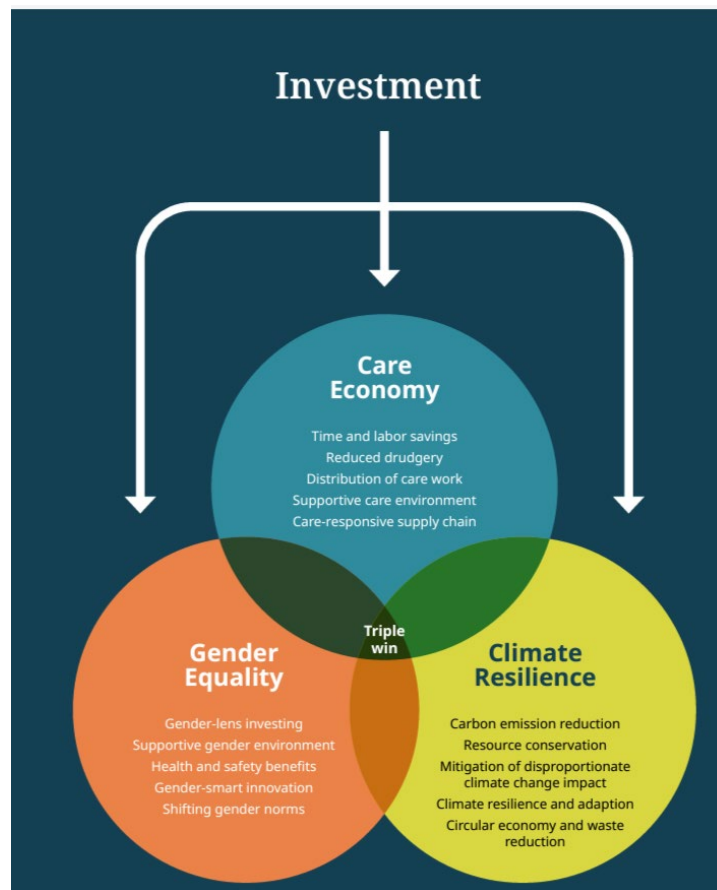 Investment
Care
Economy
Time and labor savings
Reduced drudgery
Distribution of care work
Supportive care environment
Care-responsive supply chain
Triple
win
Gender
Equality
Gender-lens investing
Supportive gender environment
Health and safety benefits
Gender-smart innovation
Shifting gender norms
Climate
Resilience
Carbon emission reduction
Resource conservation
Mitigation of disproportionate
climate change impact
Climate resilience and adaption
Circular economy and waste
reduction